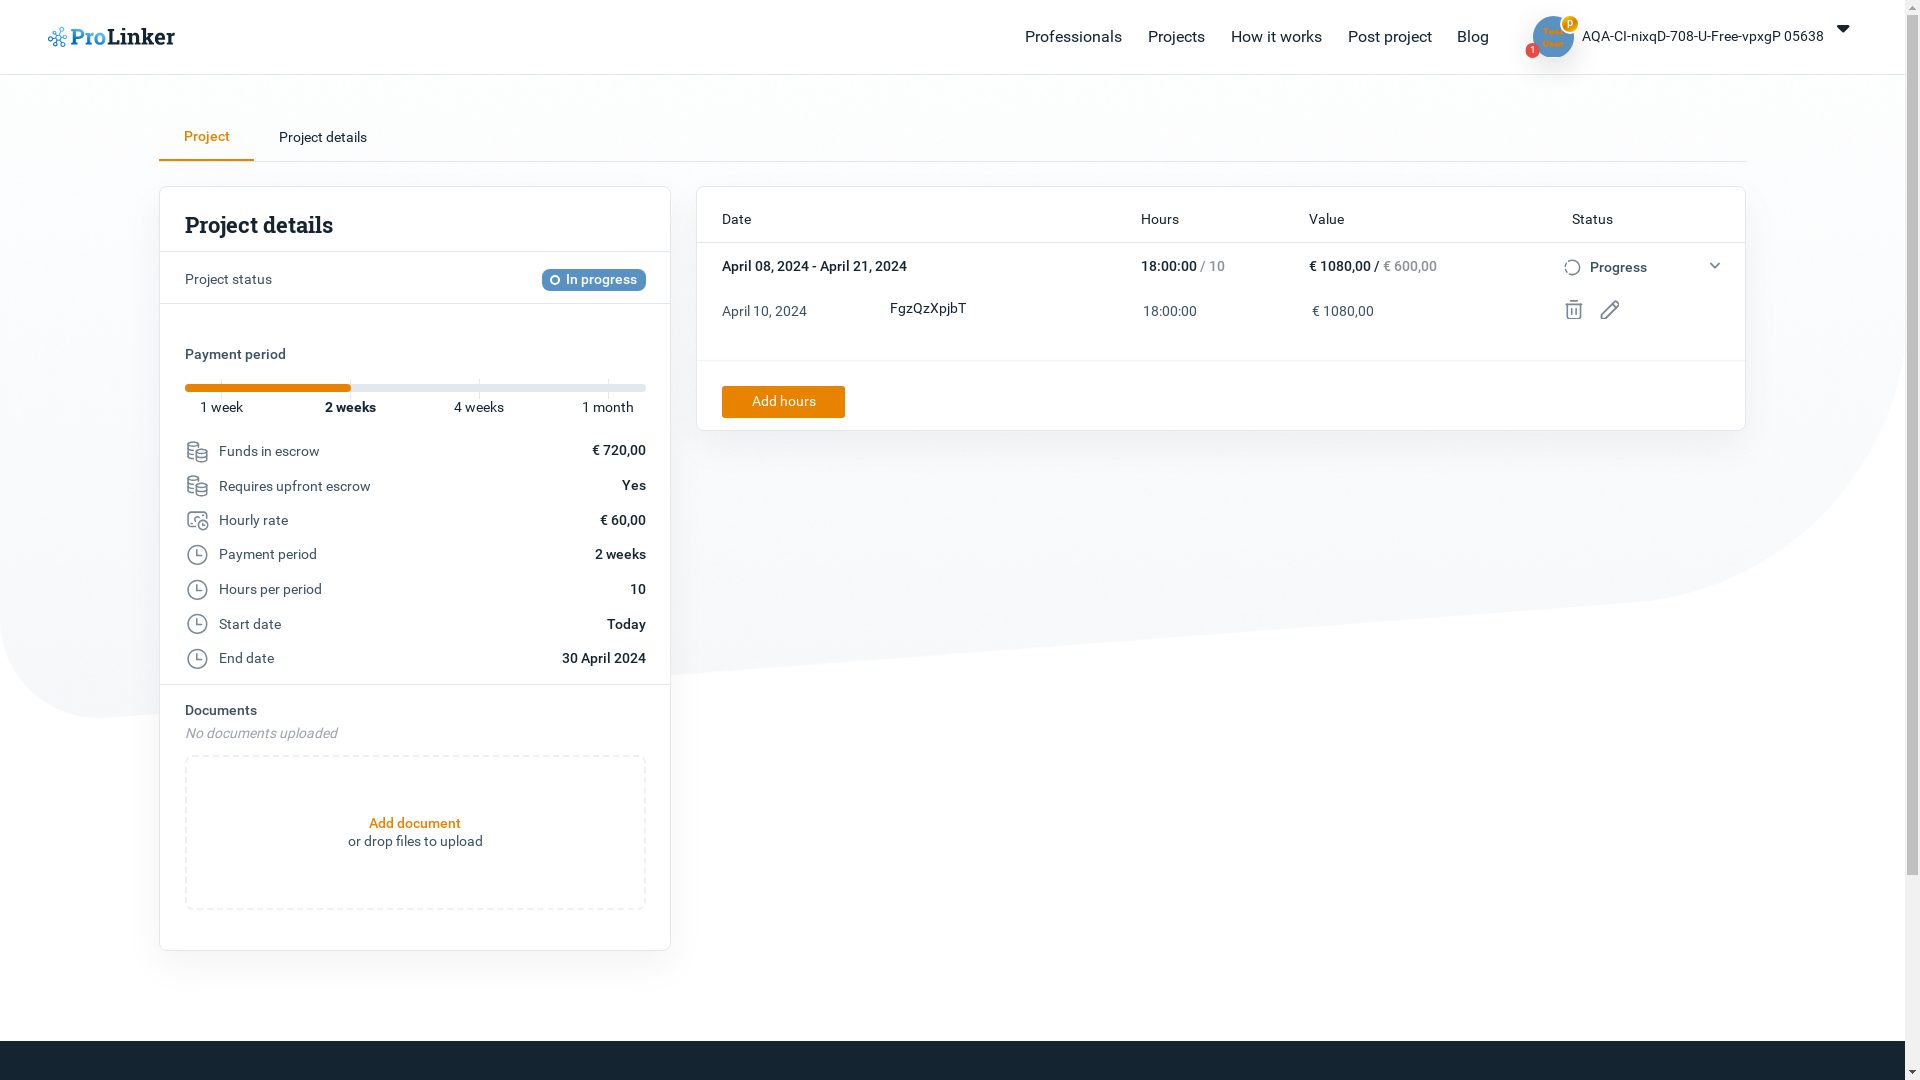 ProLinker
Professionals
Projects
How it works
Post project
Blog
p
1
AQA-CI-nixqD-708-U-Free-vpxgP 05638
Project
Project details
Project details
Project status
In progress
Payment period
1 week
2 weeks
4 weeks
1 month
Funds in escrow
€ 720,00
Requires upfront escrow
Yes
Hourly rate
€ 60,00
Payment period
2 weeks
Hours per period
10
Start date
Today
End date
30 April 2024
Documents
No documents uploaded
Add document
or drop files to upload
Date
Hours
Value
Status
April 08, 2024 - April 21, 2024
18:00:00 / 10
€ 1080,00 / € 600,00
Progress
April 10, 2024
FgzQzXpjbT
18:00:00
€ 1080,00
Add hours